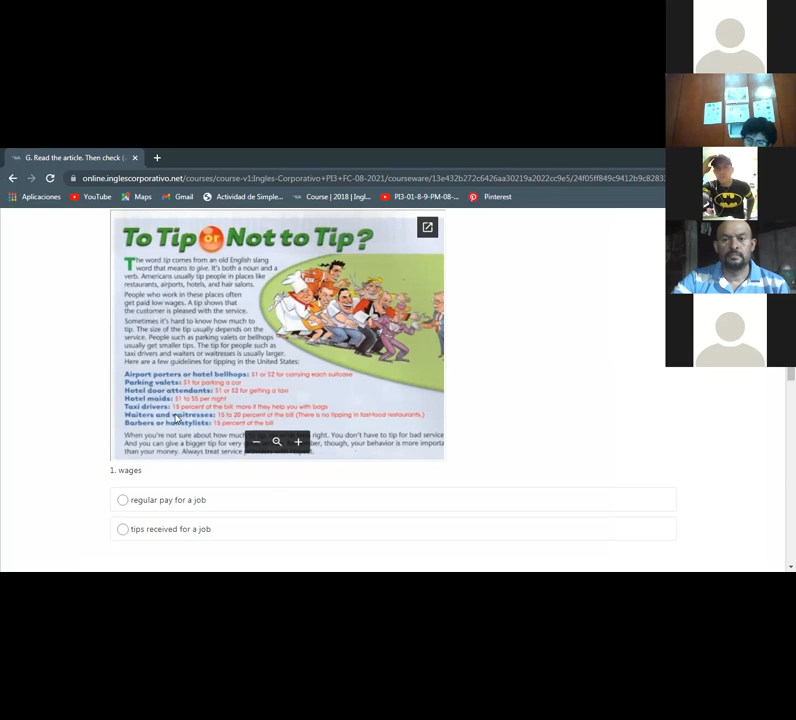 G. Read the article. Then check (
online.inglescorporativo.net/courses/course-v1:Ingles-Corporativo+PI3+FC-08-2021/courseware/13e432b272c6426aa30219a2022cc9e5/24f05ff849c9412b9c8283
Aplicaciones YouTube Maps Gmail Actividad de Simple... Course | 2018 | Ingl... PI3-01-8-9-PM-08-... Pinterest
To Tip or Not to Tip?
The word tip comes from an old English slang
word that means to give. It's both a noun and a
verb. Americans usually tip people in places like
restaurants, airports, hotels, and hair salons.
People who work in these places often
get paid low wages. A tip shows that
the customer is pleased with the service.
Sometimes it's hard to know how much to
tip. The size of the tip usually depends on the
service. People such as parking valets or bellhops
usually get smaller tips. The tip for people such as
taxi drivers and waiters or waitresses is usually larger.
Here are a few guidelines for tipping in the United States:
Airport porters or hotel bellhops: $1 or $2 for carrying each suitcase
Parking valets: $1 for parking a car
Hotel door attendants: $1 or $2 for getting a taxi
Hotel maids: $1 to $5 per night
Taxi drivers: 15 percent of the bill; more if they help you with bags
Waiters and waitresses: 15 to 20 percent of the bill (There is no tipping in fast-food restaurants.)
Barbers or hairstylists: 15 percent of the bill
When you're not sure about how much right. You don't have to tip for bad service
And you can give a bigger tip for very though, your behavior is more importa
than your money. Always treat service
1. wages
regular pay for a job
tips received for a job